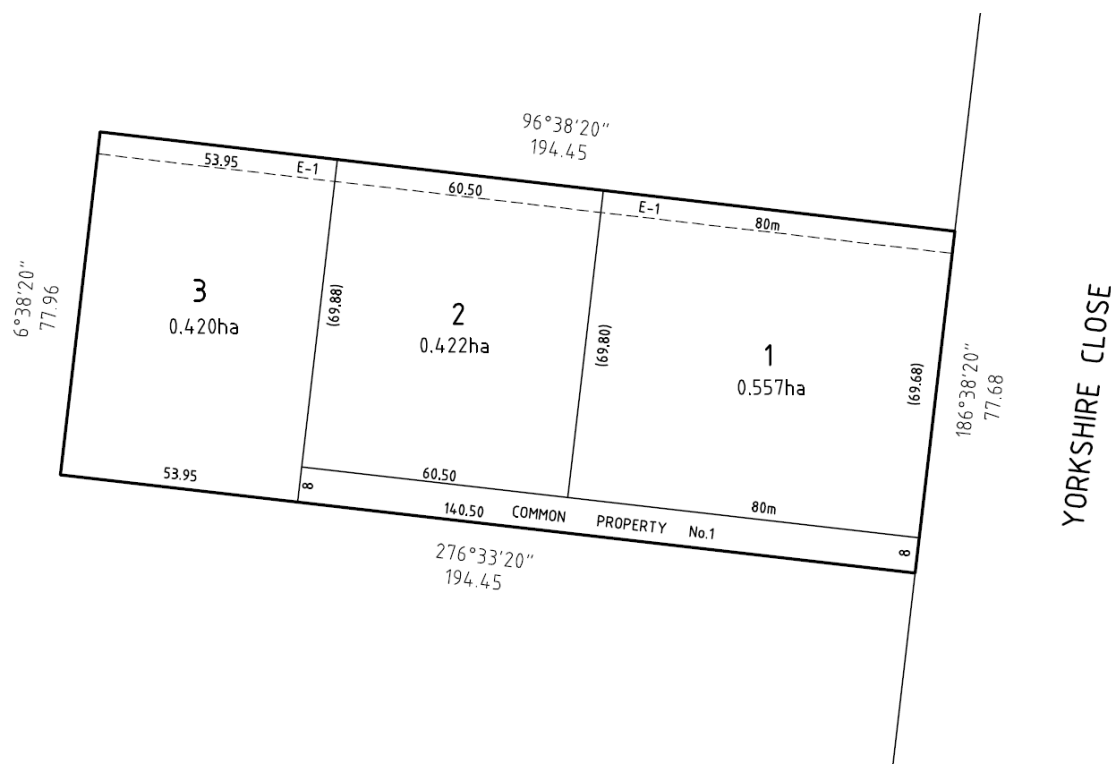 96°38'20"
194.45
53.95
E-1
60.50
E-1
80m
6°38'20"
77.96
3
0.420ha
(69.88)
2
0.422ha
(69.80)
1
0.557ha
(69.68)
186°38'20"
77.68
YORKSHIRE CLOSE
53.95
8
60.50
80m
140.50 COMMON PROPERTY No.1
8
276°33'20"
194.45